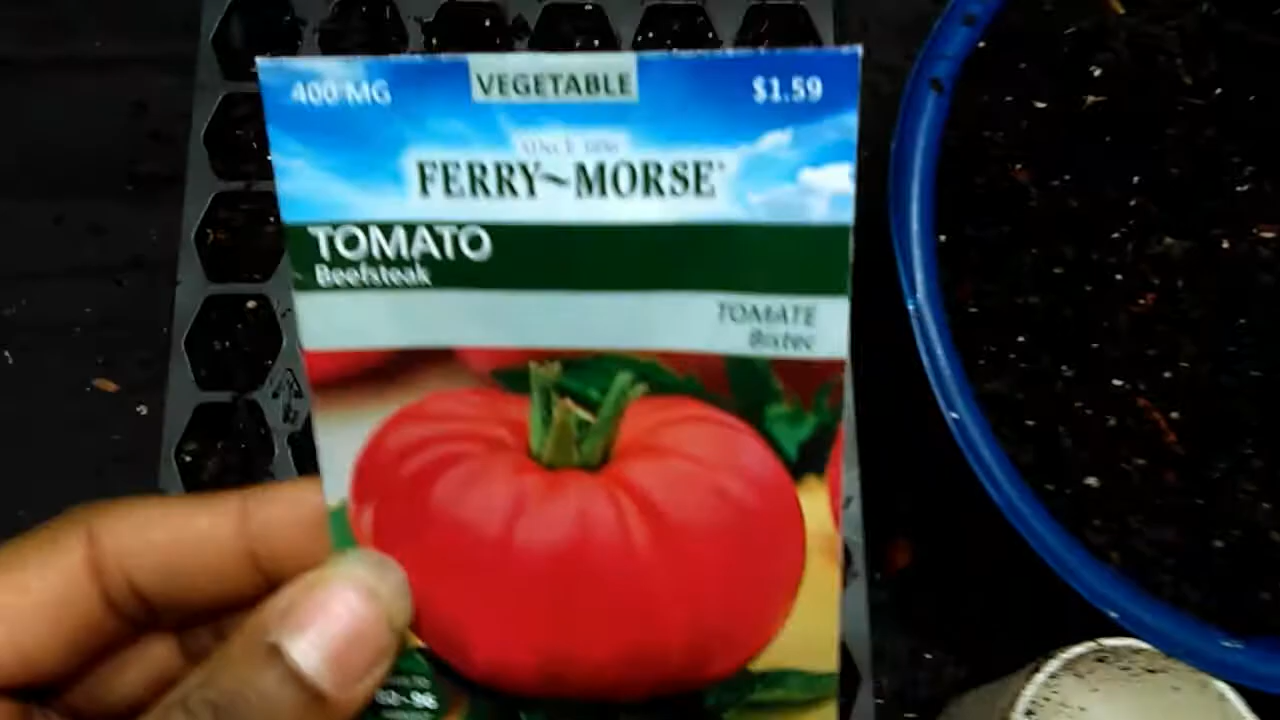 400 MG
VEGETABLE
$1.59
FERRY~MORSE
TOMATO
Beefsteak
TOMATE
Bistec